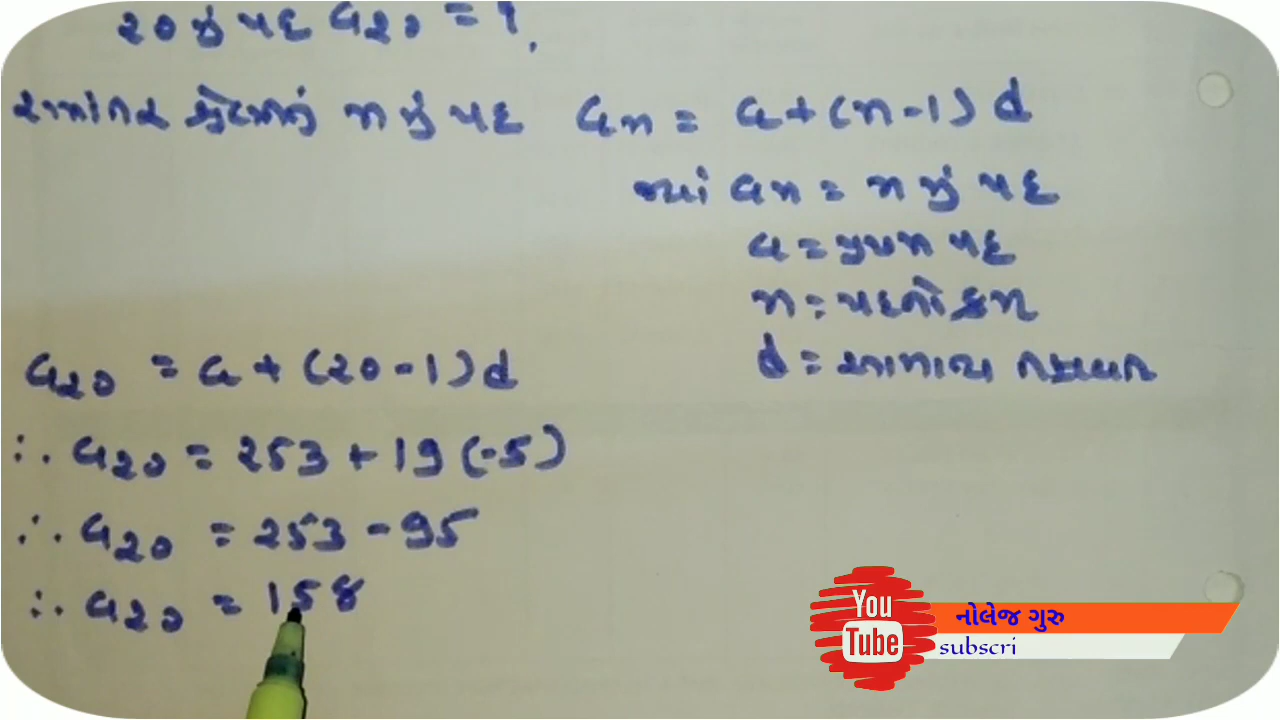 20 મું પદ a20 = ?
સમાંતર શ્રેણીનું n મું પદ an = a + (n - 1) d
જ્યાં an = n મું પદ
a = પ્રથમ પદ
n = પદનો ક્રમ
d = સામાન્ય તફાવત
a20 = a + (20 - 1) d
∴ a20 = 253 + 19 (-5)
∴ a20 = 253 - 95
∴ a20 = 158
You
Tube
નોલેજ ગુરુ
subscri